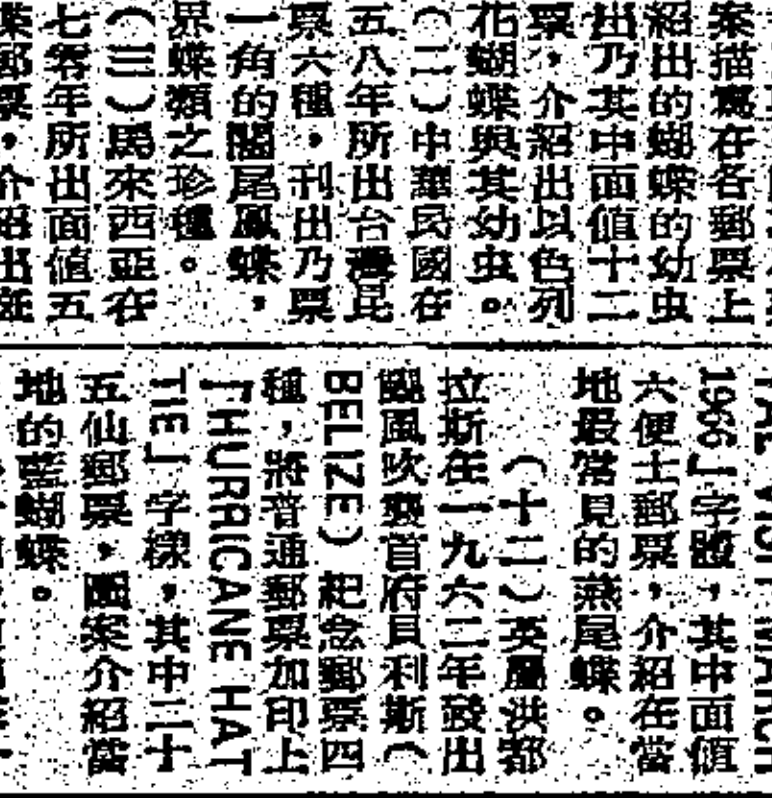 案描寫在各郵票上
紹出的蝴蝶的幼虫
出乃其中面值十二
票，介紹出以色列
花蝴蝶與其幼虫。
（二）中華民國在
五八年所出台灣昆
票六種，刊出乃票
一角的闊尾鳳蝶，
界蝶類之珍種。
（三）馬來西亞在
七零年所出面值五
蝶郵票，介紹出斑
TAL VISIT MARCH
1966」字體，其中面值
六便士郵票，介紹在當
地最常見的燕尾蝶。
（十二）英屬洪都
拉斯在一九六二年發出
颶風吹襲首府貝利斯（
BELIZE）紀念郵票四
種，將普通郵票加印上
「HURRICANE HAT
TIE」字樣，其中二十
五仙郵票，圖案介紹當
地的藍蝴蝶。